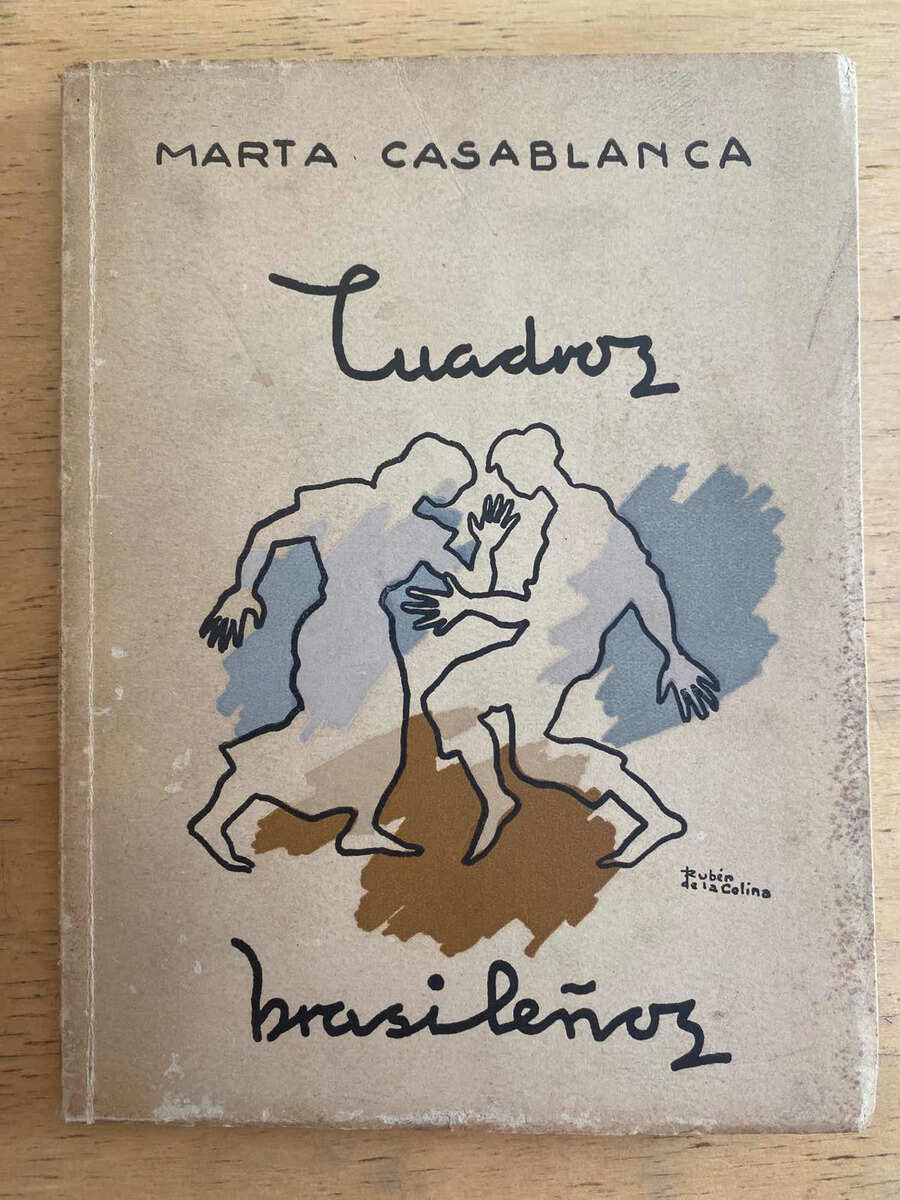 MARTA CASABLANCA
Cuadros
Rubén
de la Colina
brasileños